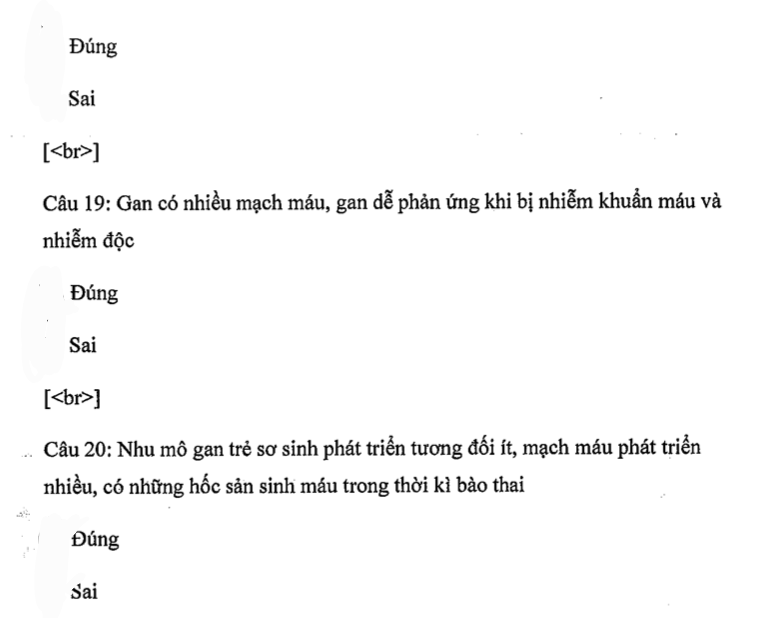 Đúng
Sai
[<br>]
Câu 19: Gan có nhiều mạch máu, gan dễ phản ứng khi bị nhiễm khuẩn máu và
nhiễm độc
Đúng
Sai
[<br>]
Câu 20: Nhu mô gan trẻ sơ sinh phát triển tương đối ít, mạch máu phát triển
nhiều, có những hốc sản sinh máu trong thời kì bào thai
Đúng
Sai